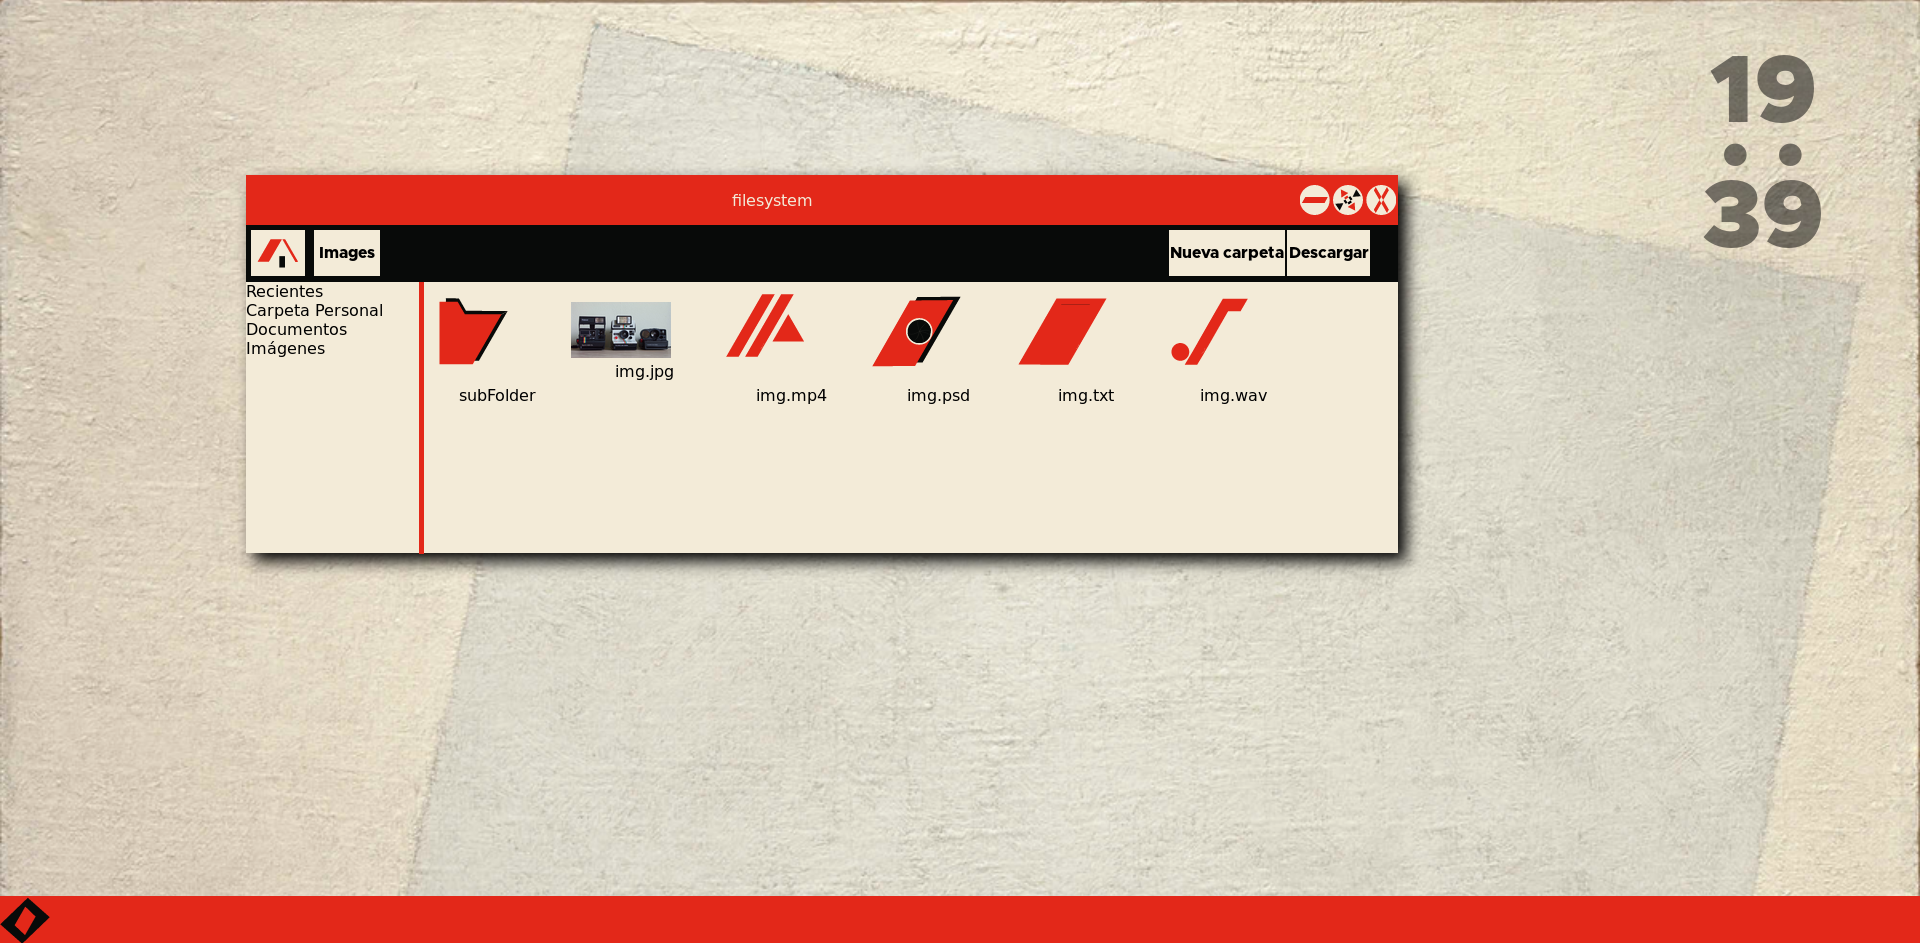 19
:
39
filesystem
Images
Nueva carpeta
Descargar
Recientes
Carpeta Personal
Documentos
Imágenes
subFolder
img.jpg
img.mp4
img.psd
img.txt
img.wav